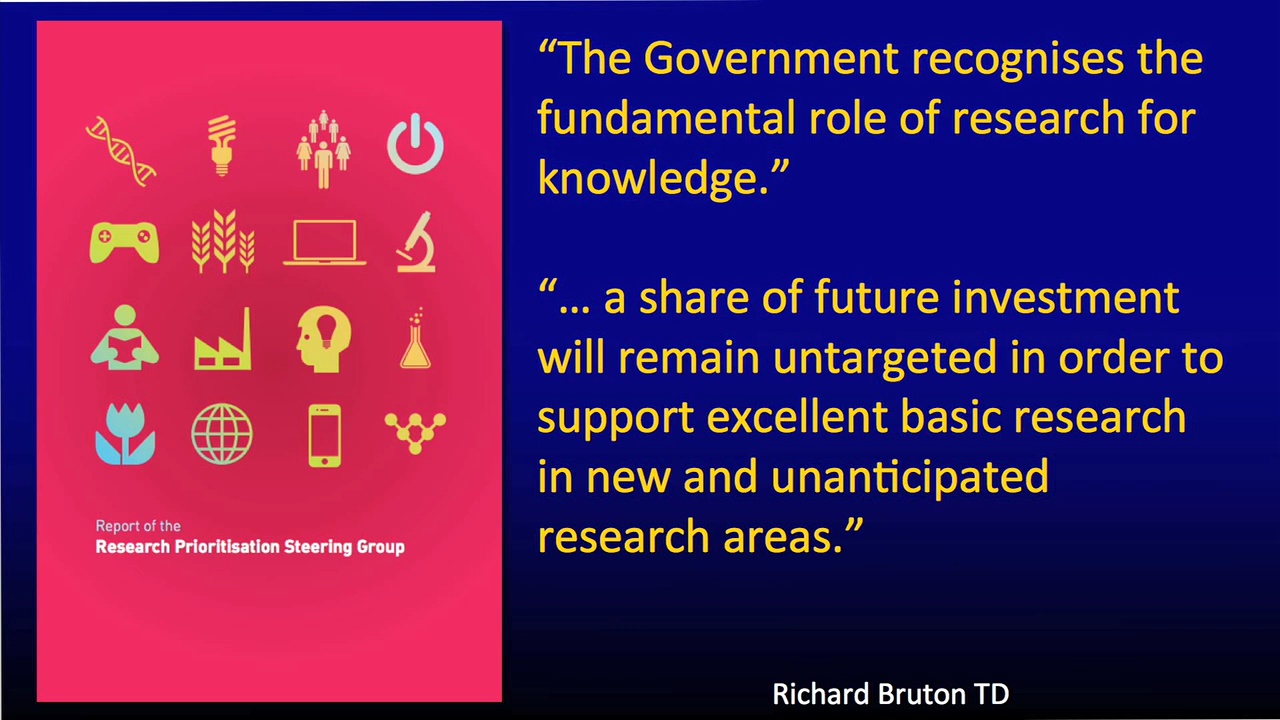 “The Government recognises the
fundamental role of research for
knowledge.”
“... a share of future investment
will remain untargeted in order to
support excellent basic research
in new and unanticipated
research areas.”
Report of the
Research Prioritisation Steering Group
Richard Bruton TD